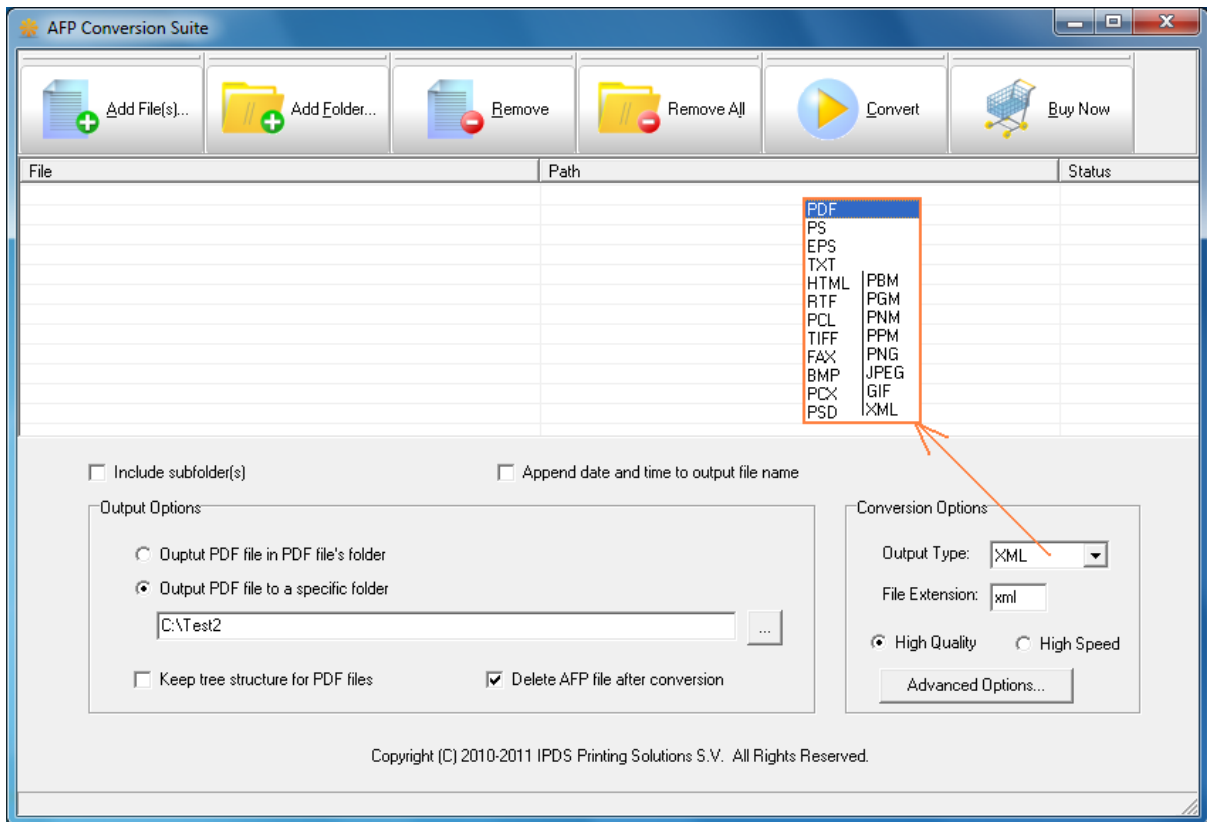 AFP Conversion Suite
Add File(s)... Add Folder... Remove Remove All Convert Buy Now
File Path Status
PDF
PS
EPS
TXT
HTML PBM
RTF PGM
PCL PNM
TIFF PPM
FAX PNG
BMP JPEG
PCX GIF
PSD XML
Include subfolder(s) Append date and time to output file name
Output Options Conversion Options
Ouptut PDF file in PDF file's folder Output Type: XML
Output PDF file to a specific folder File Extension: xml
C:\Test2 ...
High Quality High Speed
Keep tree structure for PDF files Delete AFP file after conversion Advanced Options...
Copyright (C) 2010-2011 IPDS Printing Solutions S.V. All Rights Reserved.